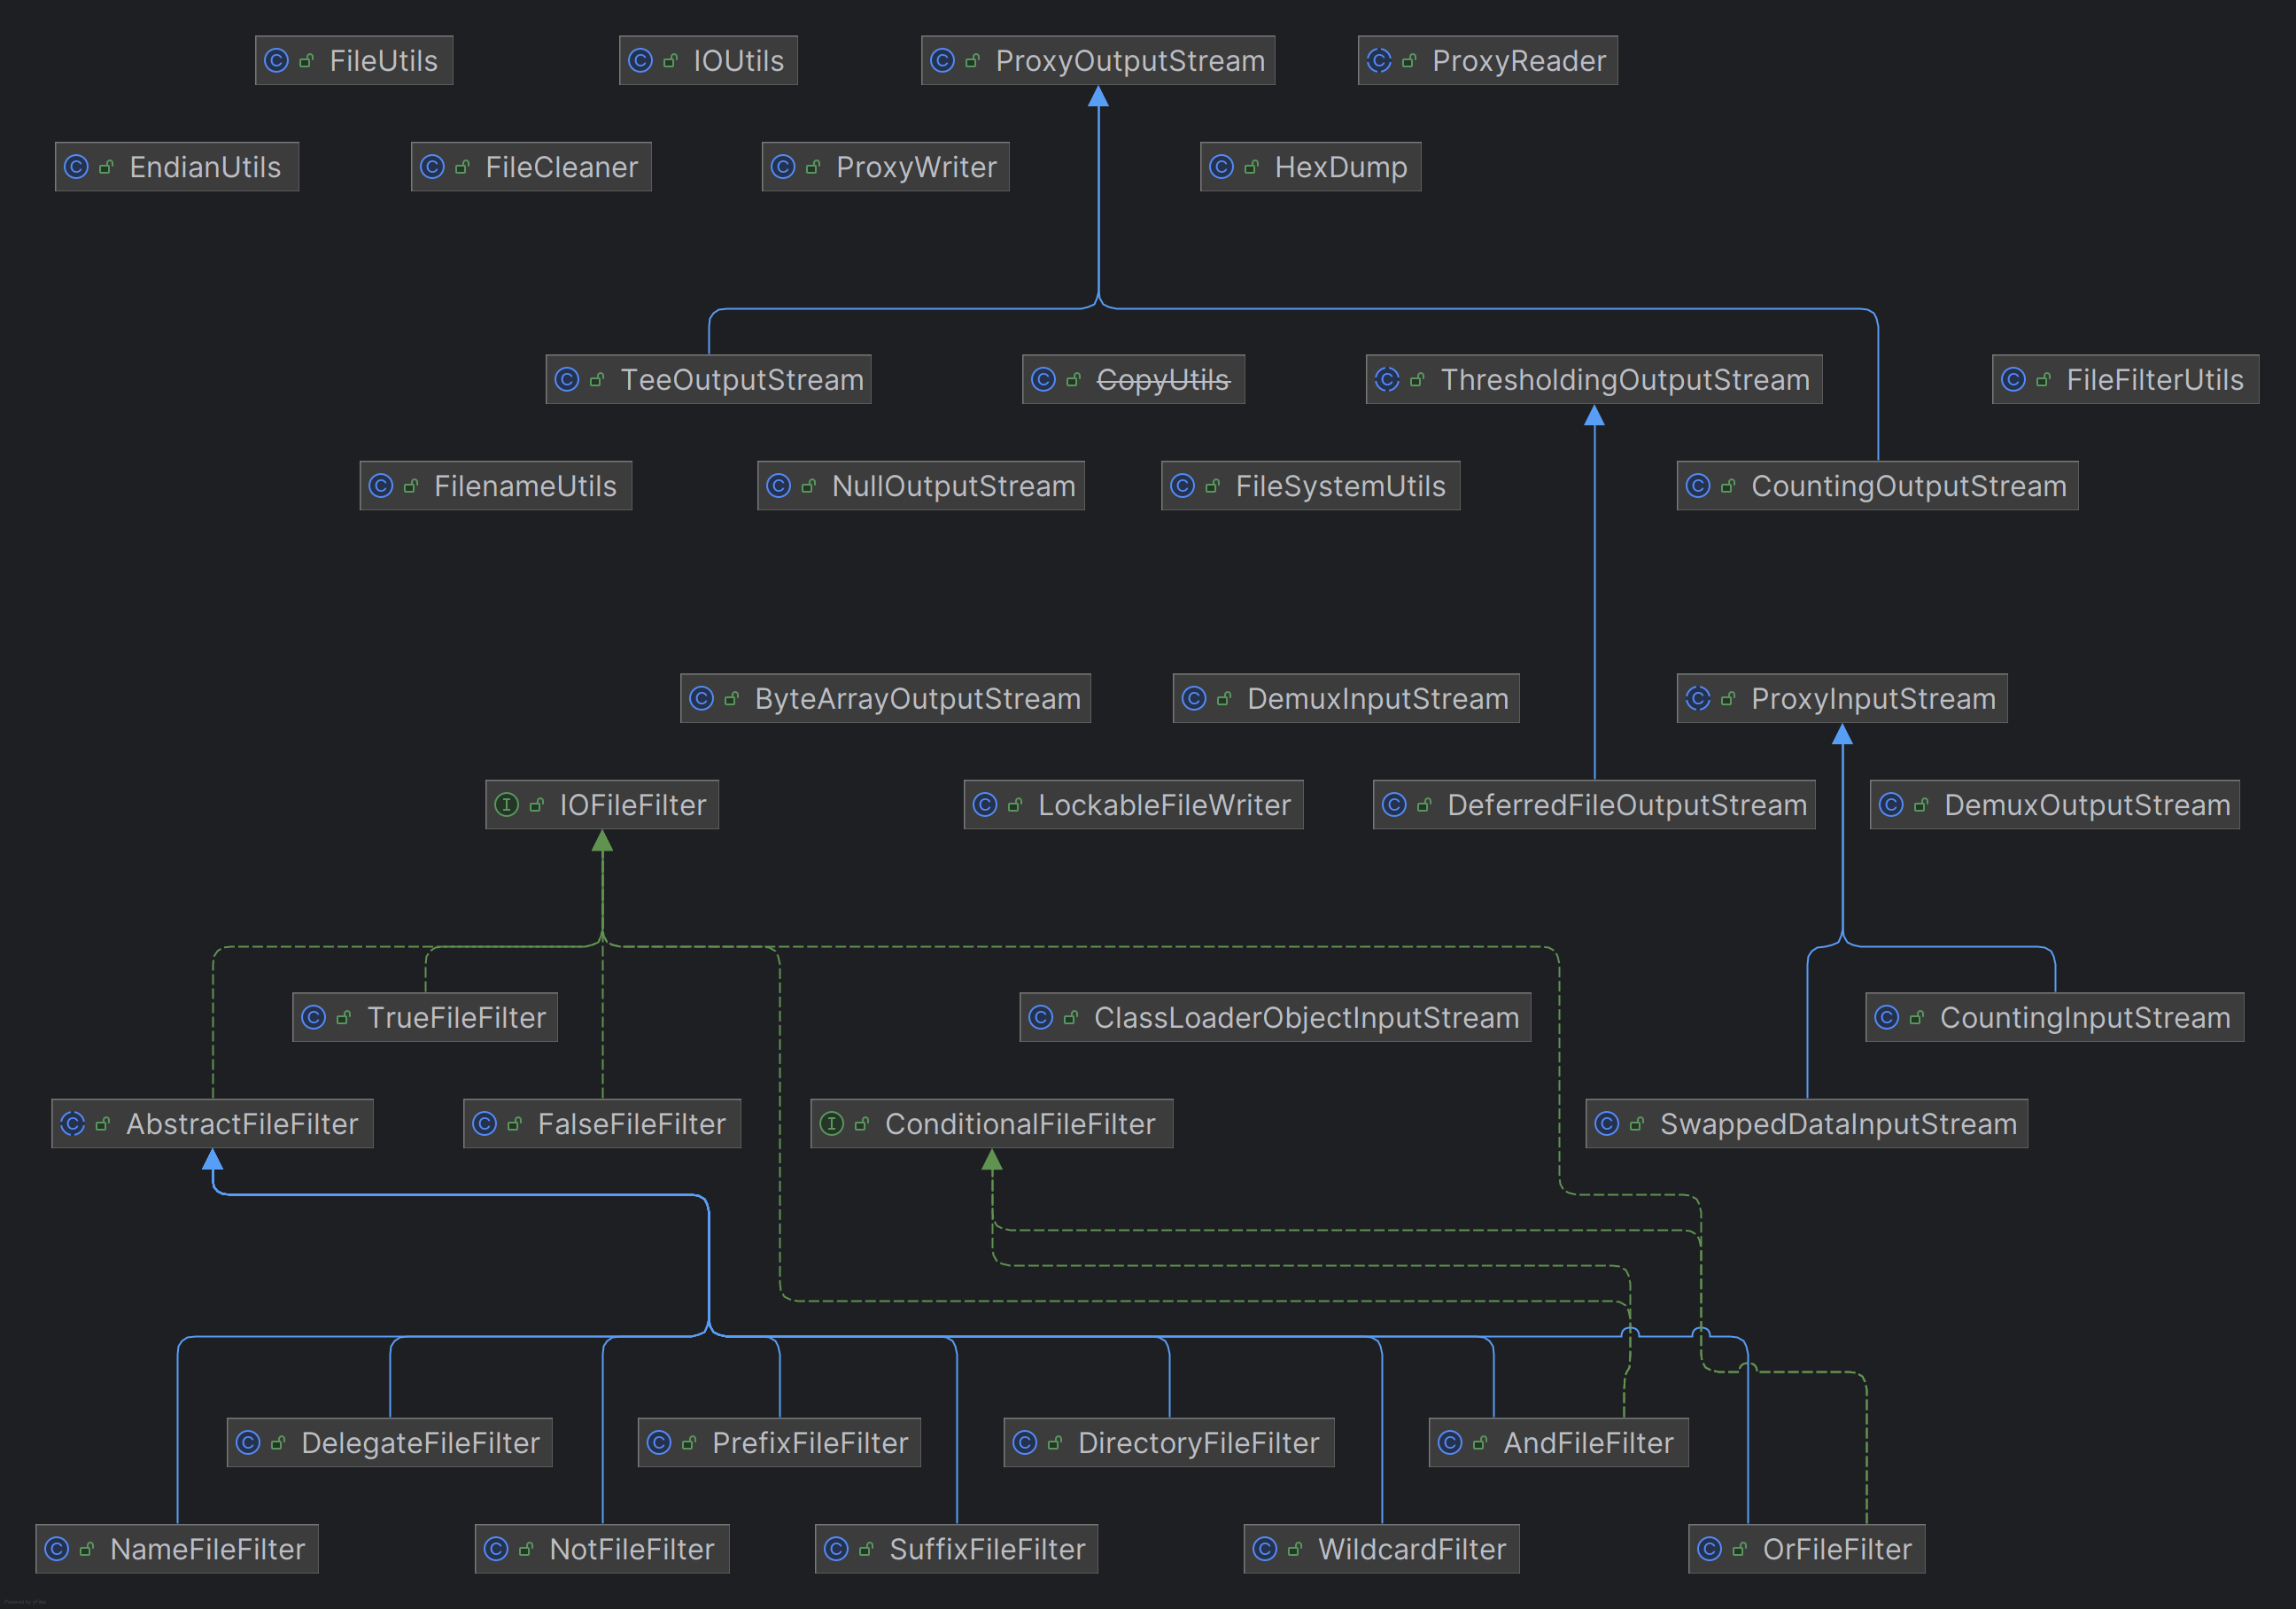 FileUtils
IOUtils
ProxyOutputStream
ProxyReader
EndianUtils
FileCleaner
ProxyWriter
HexDump
TeeOutputStream
CopyUtils
ThresholdingOutputStream
FileFilterUtils
FilenameUtils
NullOutputStream
FileSystemUtils
CountingOutputStream
ByteArrayOutputStream
DemuxInputStream
ProxyInputStream
IOFileFilter
LockableFileWriter
DeferredFileOutputStream
DemuxOutputStream
TrueFileFilter
ClassLoaderObjectInputStream
CountingInputStream
AbstractFileFilter
FalseFileFilter
ConditionalFileFilter
SwappedDataInputStream
DelegateFileFilter
PrefixFileFilter
DirectoryFileFilter
AndFileFilter
NameFileFilter
NotFileFilter
SuffixFileFilter
WildcardFilter
OrFileFilter